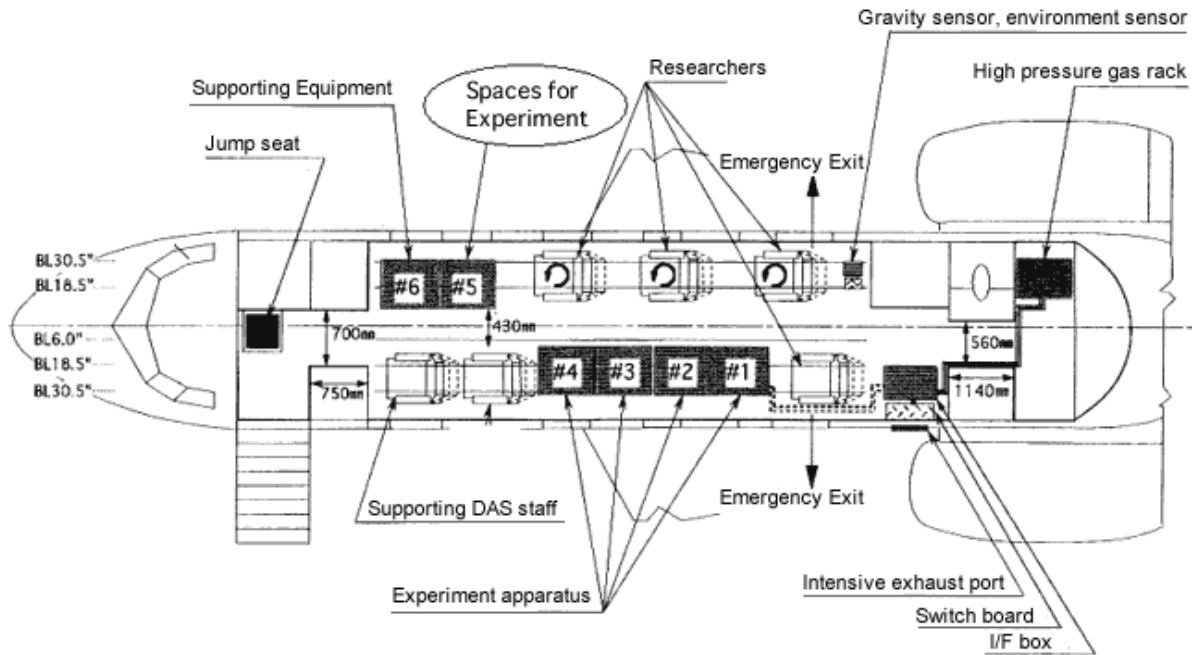 Gravity sensor, environment sensor
High pressure gas rack
Researchers
Supporting Equipment
Spaces for
Experiment
Jump seat
Emergency Exit
BL30.5"
BL18.5"
BL6.0"
BL18.5"
BL30.5"
#6
#5
700mm
430mm
560mm
750mm
1140mm
#4
#3
#2
#1
Supporting DAS staff
Emergency Exit
Experiment apparatus
Intensive exhaust port
Switch board
I/F box